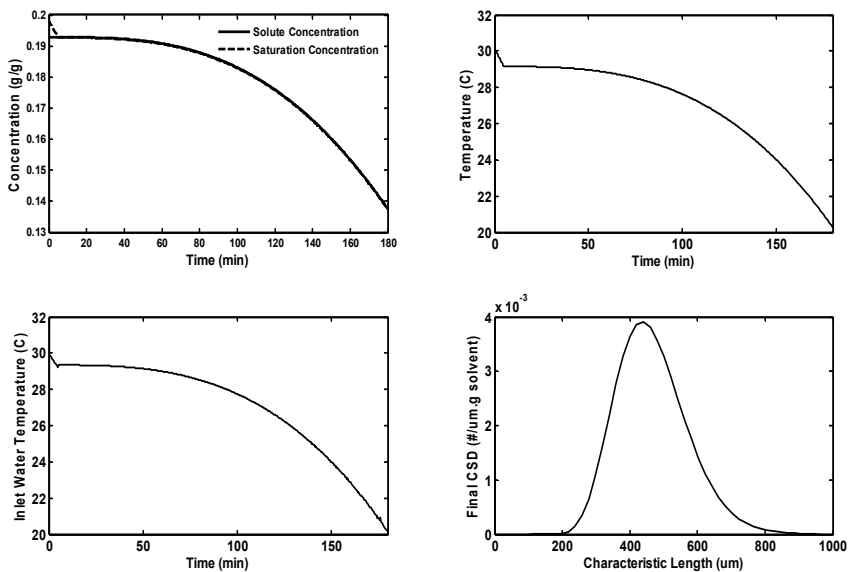 0.2
0.19
0.18
0.17
0.16
0.15
0.14
0.13
Concentration (g/g)
Solute Concentration
Saturation Concentration
0 20 40 60 80 100 120 140 160 180
Time (min)
32
30
28
26
24
22
20
Temperature (C)
0 50 100 150
Time (min)
32
30
28
26
24
22
20
Inlet Water Temperature (C)
0 50 100 150
Time (min)
x 10-3
4
3
2
1
0
Final CSD (#/um.g solvent)
0 200 400 600 800 1000
Characteristic Length (um)